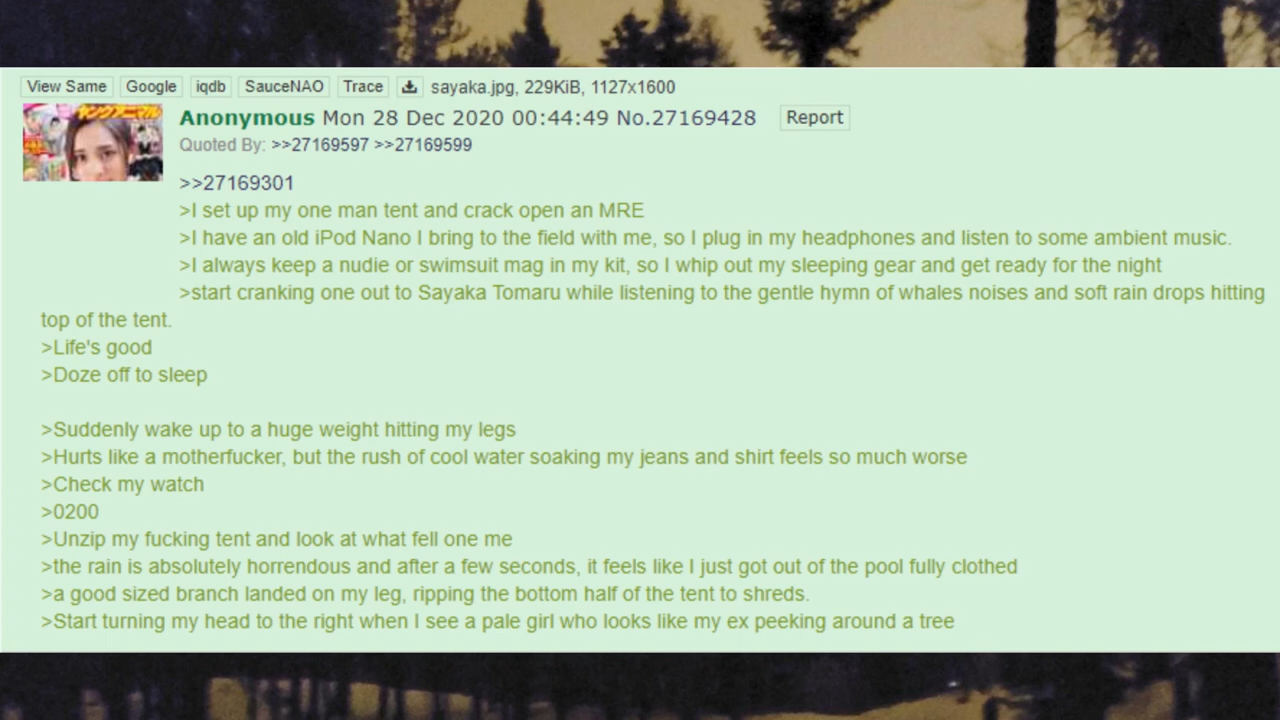 View Same Google iqdb SauceNAO Trace sayaka.jpg, 229KiB, 1127x1600
ヤングアニマル
Anonymous Mon 28 Dec 2020 00:44:49 No.27169428 Report
Quoted By: >>27169597 >>27169599
>>27169301
>I set up my one man tent and crack open an MRE
>I have an old iPod Nano I bring to the field with me, so I plug in my headphones and listen to some ambient music.
>I always keep a nudie or swimsuit mag in my kit, so I whip out my sleeping gear and get ready for the night
>start cranking one out to Sayaka Tomaru while listening to the gentle hymn of whales noises and soft rain drops hitting
top of the tent.
>Life's good
>Doze off to sleep
>Suddenly wake up to a huge weight hitting my legs
>Hurts like a motherfucker, but the rush of cool water soaking my jeans and shirt feels so much worse
>Check my watch
>0200
>Unzip my fucking tent and look at what fell one me
>the rain is absolutely horrendous and after a few seconds, it feels like I just got out of the pool fully clothed
>a good sized branch landed on my leg, ripping the bottom half of the tent to shreds.
>Start turning my head to the right when I see a pale girl who looks like my ex peeking around a tree